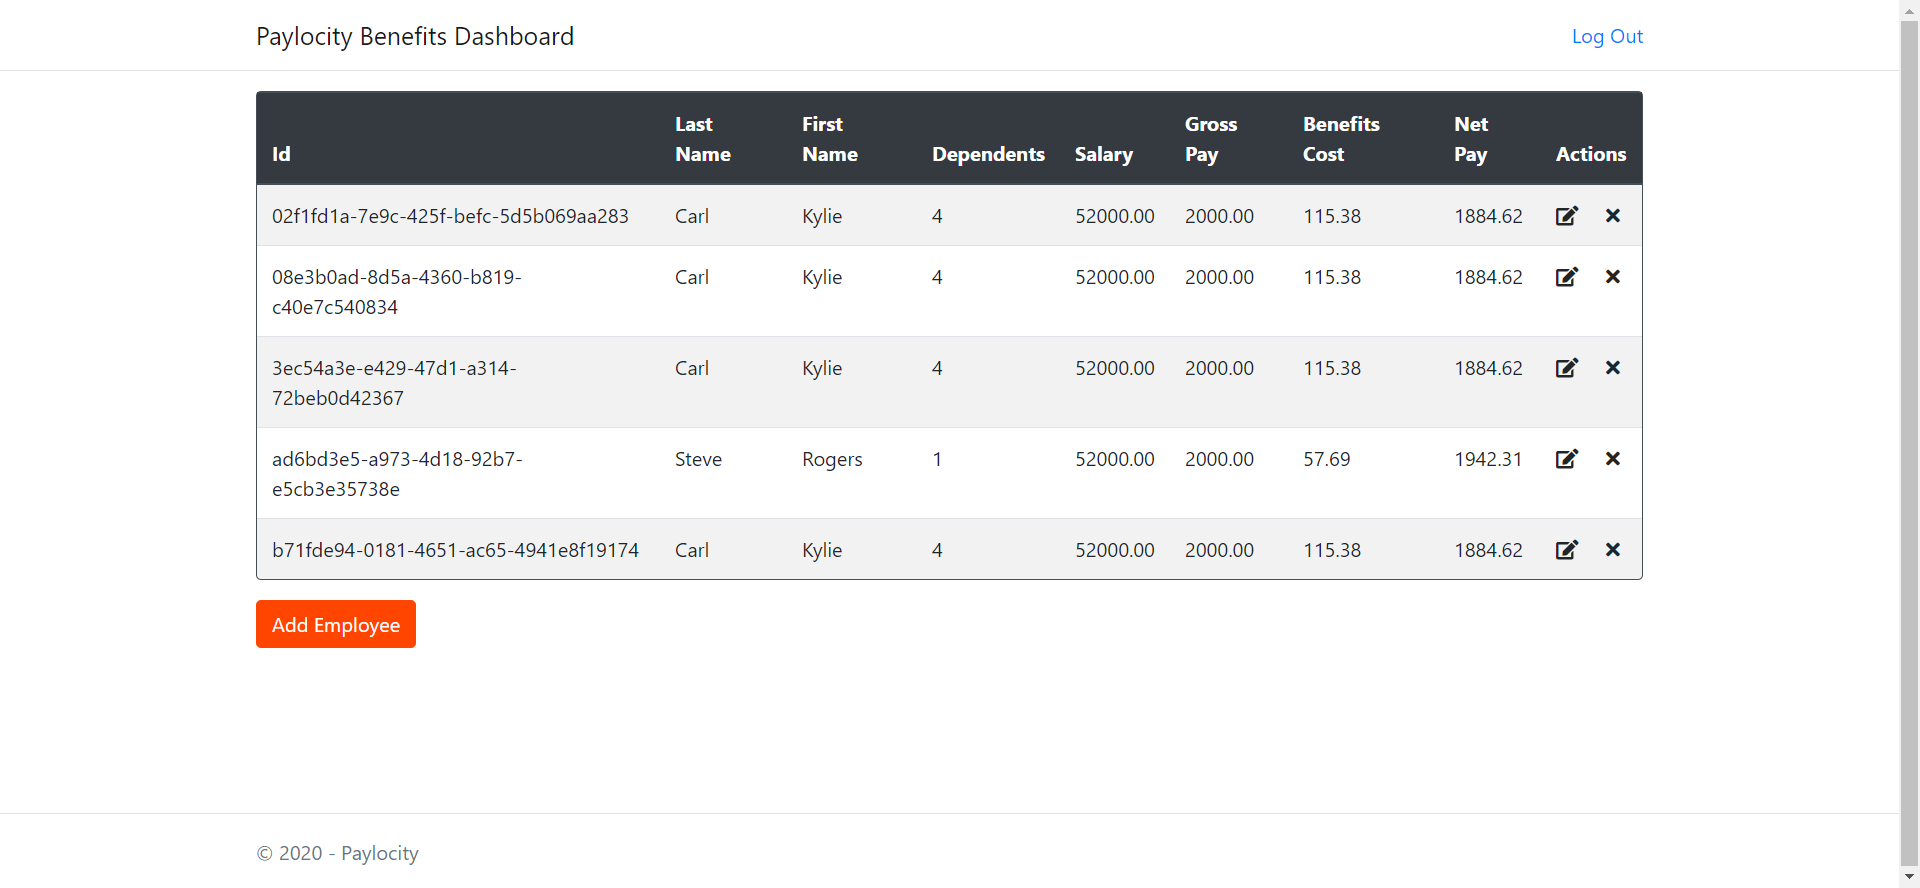 Paylocity Benefits Dashboard
Log Out
Id Last Name First Name Dependents Salary Gross Pay Benefits Cost Net Pay Actions
02f1fd1a-7e9c-425f-befc-5d5b069aa283 Carl Kylie 4 52000.00 2000.00 115.38 1884.62
08e3b0ad-8d5a-4360-b819- Carl Kylie 4 52000.00 2000.00 115.38 1884.62
c40e7c540834
3ec54a3e-e429-47d1-a314- Carl Kylie 4 52000.00 2000.00 115.38 1884.62
72beb0d42367
ad6bd3e5-a973-4d18-92b7- Steve Rogers 1 52000.00 2000.00 57.69 1942.31
e5cb3e35738e
b71fde94-0181-4651-ac65-4941e8f19174 Carl Kylie 4 52000.00 2000.00 115.38 1884.62
Add Employee
© 2020 - Paylocity